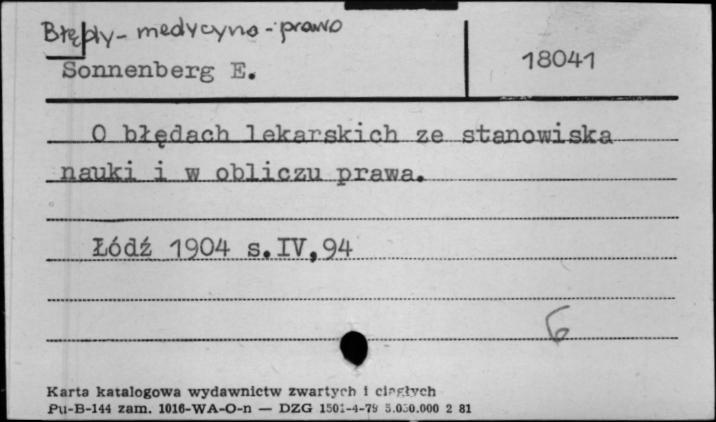 Błędy - medycyna - prawo
Sonnenberg E.
18041
O błędach lekarskich ze stanowiska
nauki i w obliczu prawa.
Łódź 1904 s.IV,94
6
Karta katalogowa wydawnictw zwartych i ciągłych
Pu-B-144 zam. 1016-WA-O-n — DZG 1501-4-79 5.050.000 2 81